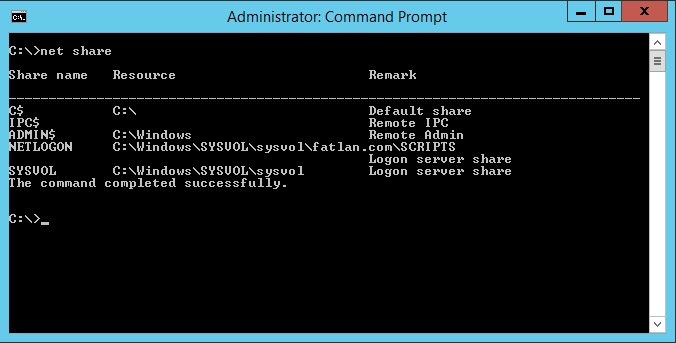 Administrator: Command Prompt
C:\>net share
Share name   Resource                        Remark
-------------------------------------------------------------------------------
C$           C:\                             Default share
IPC$                                         Remote IPC
ADMIN$       C:\Windows                      Remote Admin
NETLOGON     C:\Windows\SYSVOL\sysvol\fatlan.com\SCRIPTS
                                             Logon server share
SYSVOL       C:\Windows\SYSVOL\sysvol        Logon server share
The command completed successfully.
C:\>_